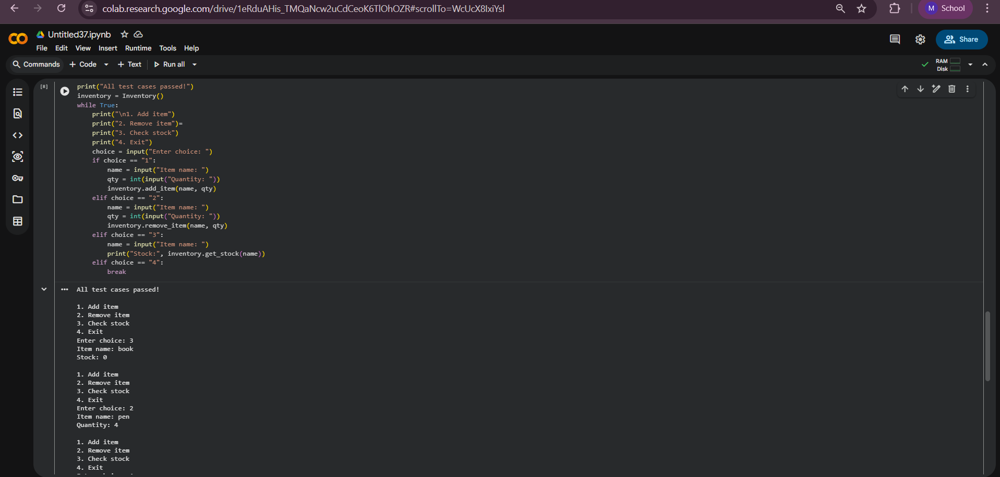 colab.research.google.com/drive/1eRduAHis_TMQaNcw2uCdCeoK6TlOhOZR#scrollTo=WcUcX8IxiYsl
M School
Untitled37.ipynb
File Edit View Insert Runtime Tools Help
Share
Commands + Code + Text Run all
RAM
Disk
[8]
print("All test cases passed!")
inventory = Inventory()
while True:
    print("\n1. Add item")
    print("2. Remove item")=
    print("3. Check stock")
    print("4. Exit")
    choice = input("Enter choice: ")
    if choice == "1":
        name = input("Item name: ")
        qty = int(input("Quantity: "))
        inventory.add_item(name, qty)
    elif choice == "2":
        name = input("Item name: ")
        qty = int(input("Quantity: "))
        inventory.remove_item(name, qty)
    elif choice == "3":
        name = input("Item name: ")
        print("Stock:", inventory.get_stock(name))
    elif choice == "4":
        break
All test cases passed!
1. Add item
2. Remove item
3. Check stock
4. Exit
Enter choice: 3
Item name: book
Stock: 0
1. Add item
2. Remove item
3. Check stock
4. Exit
Enter choice: 2
Item name: pen
Quantity: 4
1. Add item
2. Remove item
3. Check stock
4. Exit